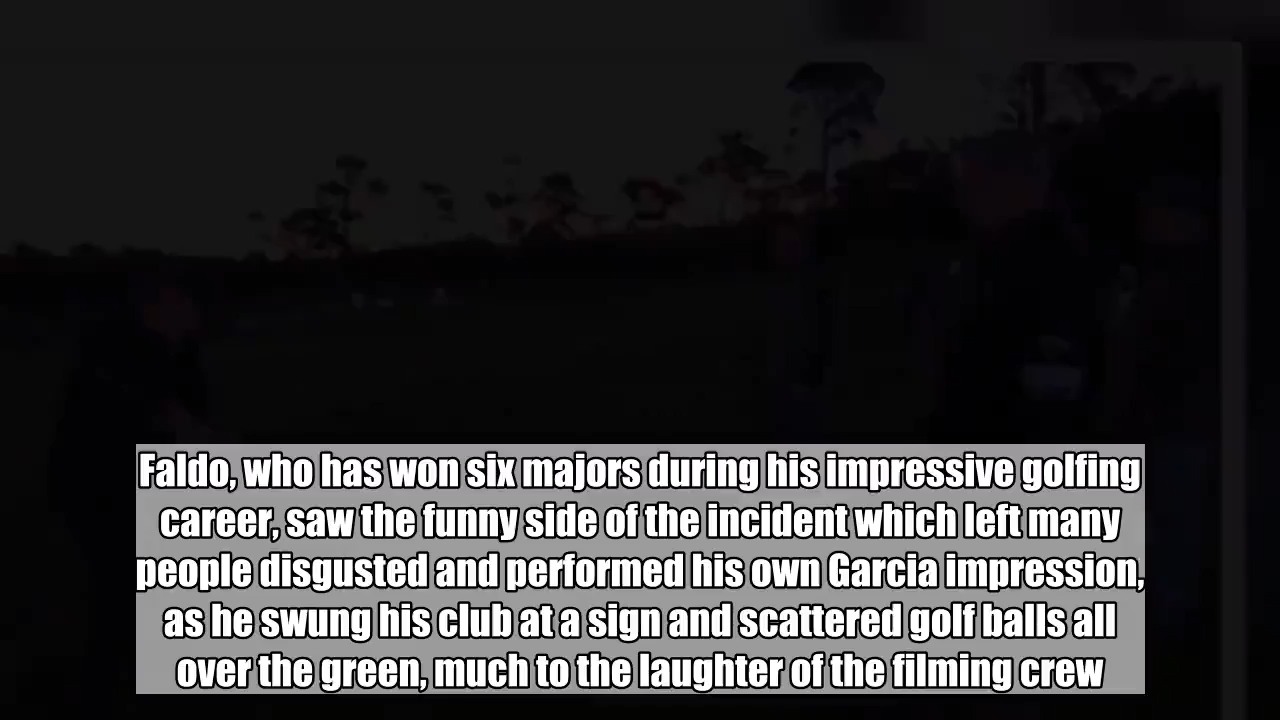 Faldo, who has won six majors during his impressive golfing
career, saw the funny side of the incident which left many
people disgusted and performed his own Garcia impression,
as he swung his club at a sign and scattered golf balls all
over the green, much to the laughter of the filming crew